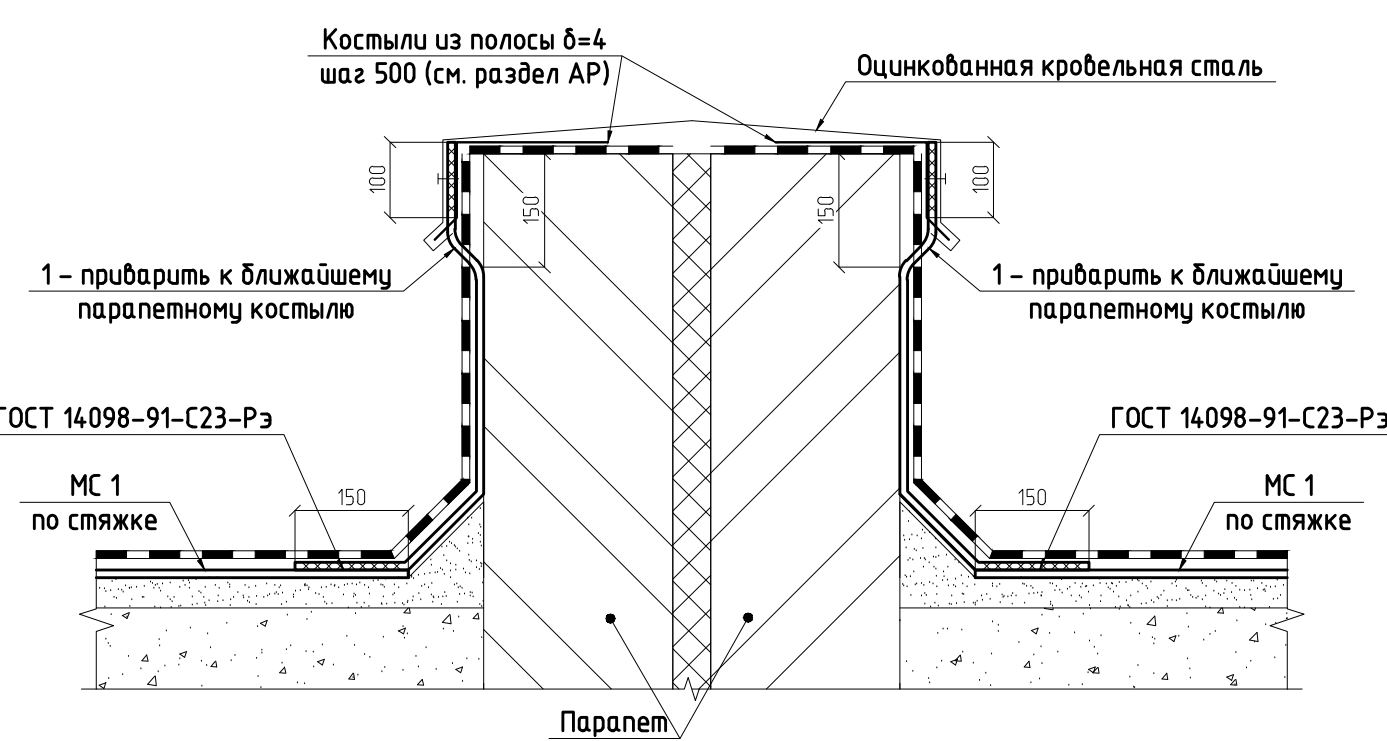 Костыли из полосы δ=4
шаг 500 (см. раздел АР)
Оцинкованная кровельная сталь
100
150
150
100
1 – приварить к ближайшему
парапетному костылю
1 – приварить к ближайшему
парапетному костылю
ГОСТ 14098-91-С23-Рэ
ГОСТ 14098-91-С23-Рэ
МС 1
по стяжке
150
150
МС 1
по стяжке
Парапет